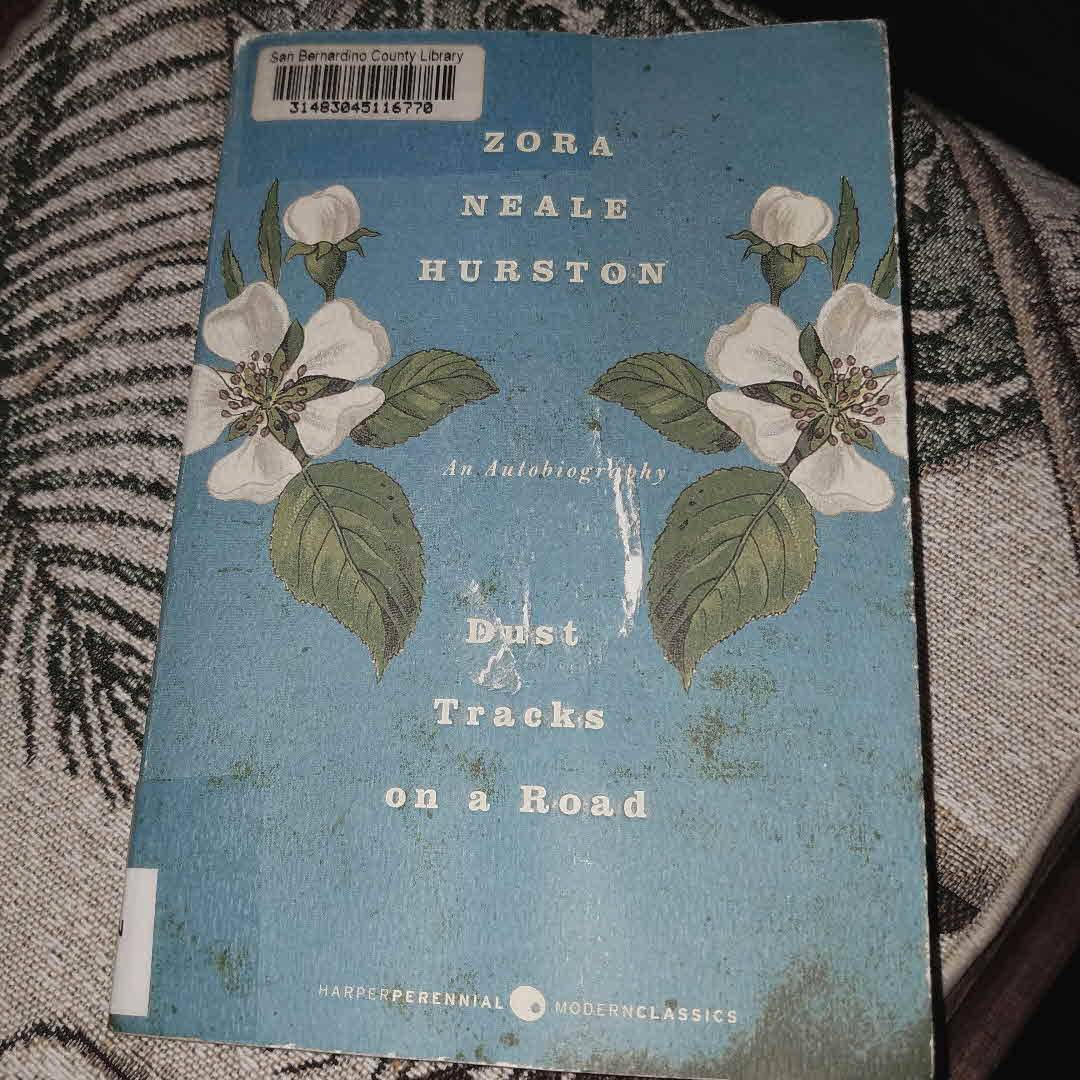 San Bernardino County Library
31483045116770
ZORA
NEALE
HURSTON
An Autobiography
Dust
Tracks
on a Road
HARPERPERENNIAL MODERNCLASSICS